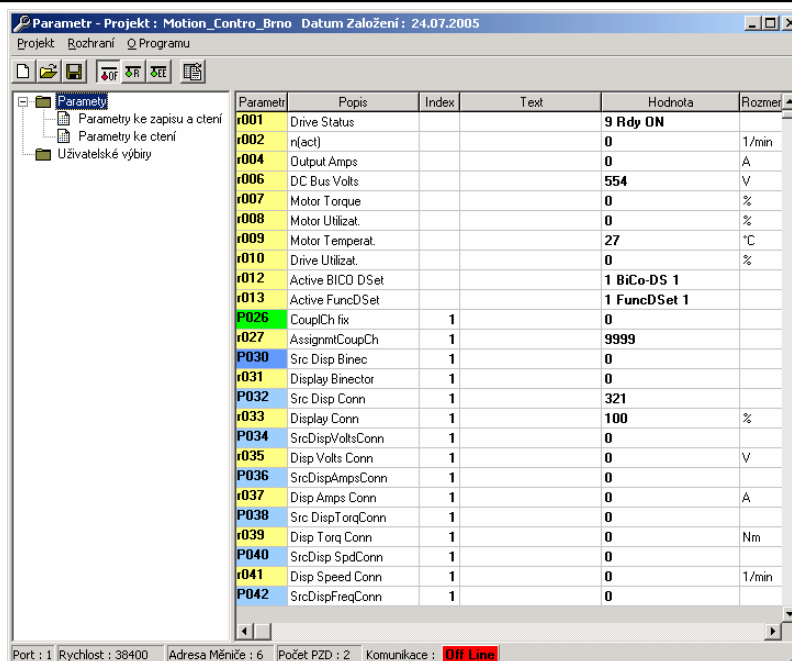 Parametr - Projekt : Motion_Contro_Brno Datum Založení : 24.07.2005
Projekt Rozhraní O Programu
OF R EE
Paramety
Parametry ke zapisu a ctení
Parametry ke ctení
Uživatelské výbiry
Parametr Popis Index Text Hodnota Rozmer
r001 Drive Status 9 Rdy ON
r002 n(act) 0 1/min
r004 Output Amps 0 A
r006 DC Bus Volts 554 V
r007 Motor Torque 0 %
r008 Motor Utilizat. 0 %
r009 Motor Temperat. 27 °C
r010 Drive Utilizat. 0 %
r012 Active BICO DSet 1 BiCo-DS 1
r013 Active FuncDSet 1 FuncDSet 1
P026 CouplCh fix 1 0
r027 AssignmtCoupCh 1 9999
P030 Src Disp Binec 1 0
r031 Display Binector 1 0
P032 Src Disp Conn 1 321
r033 Display Conn 1 100 %
P034 SrcDispVoltsConn 1 0
r035 Disp Volts Conn 1 0 V
P036 SrcDispAmpsConn 1 0
r037 Disp Amps Conn 1 0 A
P038 Src DispTorqConn 1 0
r039 Disp Torq Conn 1 0 Nm
P040 SrcDisp SpdConn 1 0
r041 Disp Speed Conn 1 0 1/min
P042 SrcDispFreqConn 1 0
Port : 1 Rychlost : 38400 Adresa Měniče : 6 Počet PZD : 2 Komunikace : Off Line